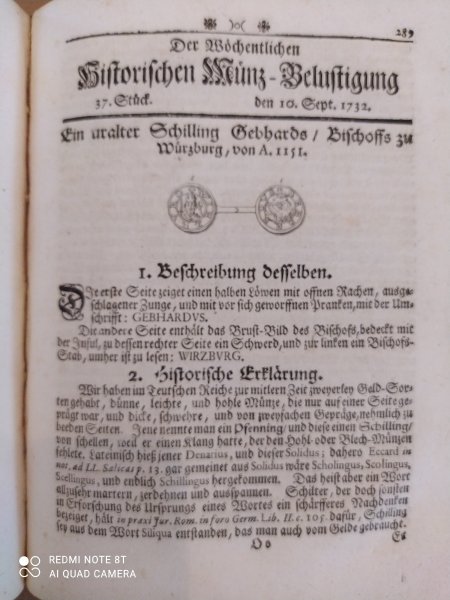 289
Der Wöchentlichen
Historischen Münz-Belustigung
37. Stück. den 10. Sept. 1732.
Ein uralter Schilling Gebhards / Bischoffs zu
Würzburg, von A. 1151.
1. Beschreibung desselben.
Die erste Seite zeiget einen halben Löwen mit offnen Rachen, ausge-
schlagener Zunge, und mit vor sich geworffnen Prancken, mit der Um-
schrifft: GEBHARDVS.
Die andere Seite enthält das Brust-Bild des Bischofs, bedeckt mit
der Inful, zu dessen rechter Seite ein Schwerd, und zur lincken ein Bischofs-
Stab, umher ist zu lesen: WIRZBVRG.
2. Historische Erklärung.
Wir haben im Teutschen Reiche zur mitlern Zeit zweyerley Geld-Sor-
ten gehabt, dünne, leichte, und hohle Müntze, die nur auf einer Seite ge-
prägt war, und dicke, schwehre, und von zweyfachen Gepräge, nehmlich zu
beeden Seiten. Jene nennte man ein Pfenning / und diese einen Schilling /
von schellen, weil er einen Klang hatte, der den Hohl- oder Blech-Münzen
fehlete. Lateinisch hieß jener Denarius, und dieser Solidus; dahero Eccard in
not. ad LL. Salicas p. 13. gar gemeinet aus Solidus wäre Scholingus, Scolingus,
Scellingus, und endlich Schillingus hergekommen. Das heist aber ein Wort
allzusehr martern, zerdehnen und ausspannen. Schilter, der doch sonsten
in Erforschung des Ursprungs eines Wortes ein schärfferes Nachdencken
bezeiget, hält in praxi jur. Rom. in foro Germ. Lib. II. c. 105 dafür, Schilling
sey aus dem Wort Siliqua entstanden, das man auch vom Gelde gebraucht.
O o Es
REDMI NOTE 8T
AI QUAD CAMERA